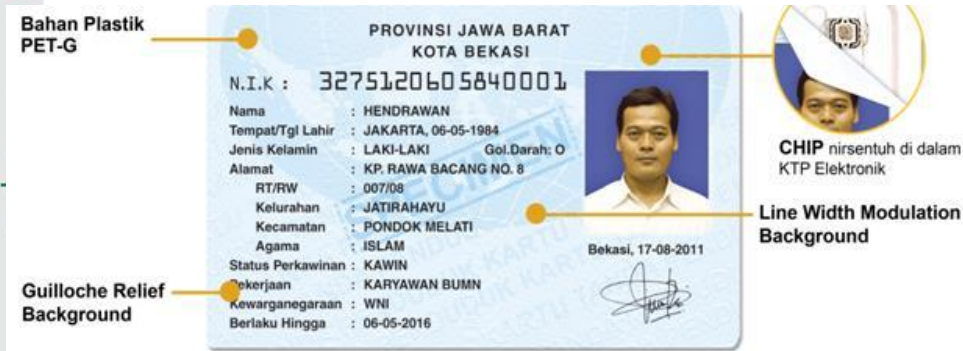 Bahan Plastik
PET-G
PROVINSI JAWA BARAT
KOTA BEKASI
N.I.K : 3275120605840001
Nama : HENDRAWAN
Tempat/Tgl Lahir : JAKARTA, 06-05-1984
Jenis Kelamin : LAKI-LAKI Gol.Darah: O
Alamat : KP. RAWA BACANG NO. 8
RT/RW : 007/08
Kelurahan : JATIRAHAYU
Kecamatan : PONDOK MELATI
Agama : ISLAM
Status Perkawinan : KAWIN
Pekerjaan : KARYAWAN BUMN
Kewarganegaraan : WNI
Berlaku Hingga : 06-05-2016
SPECIMEN
Bekasi, 17-08-2011
CHIP nirsentuh di dalam
KTP Elektronik
Line Width Modulation
Background
Guilloche Relief
Background